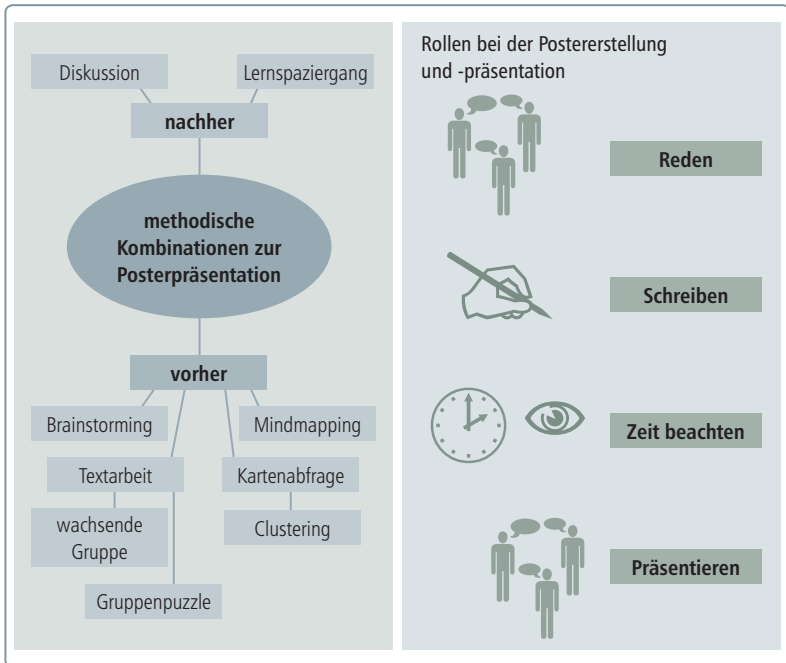 Diskussion
Lernspaziergang
nachher
methodische
Kombinationen zur
Posterpräsentation
vorher
Brainstorming
Mindmapping
Textarbeit
Kartenabfrage
wachsende
Gruppe
Clustering
Gruppenpuzzle
Rollen bei der Postererstellung
und -präsentation
Reden
Schreiben
Zeit beachten
Präsentieren